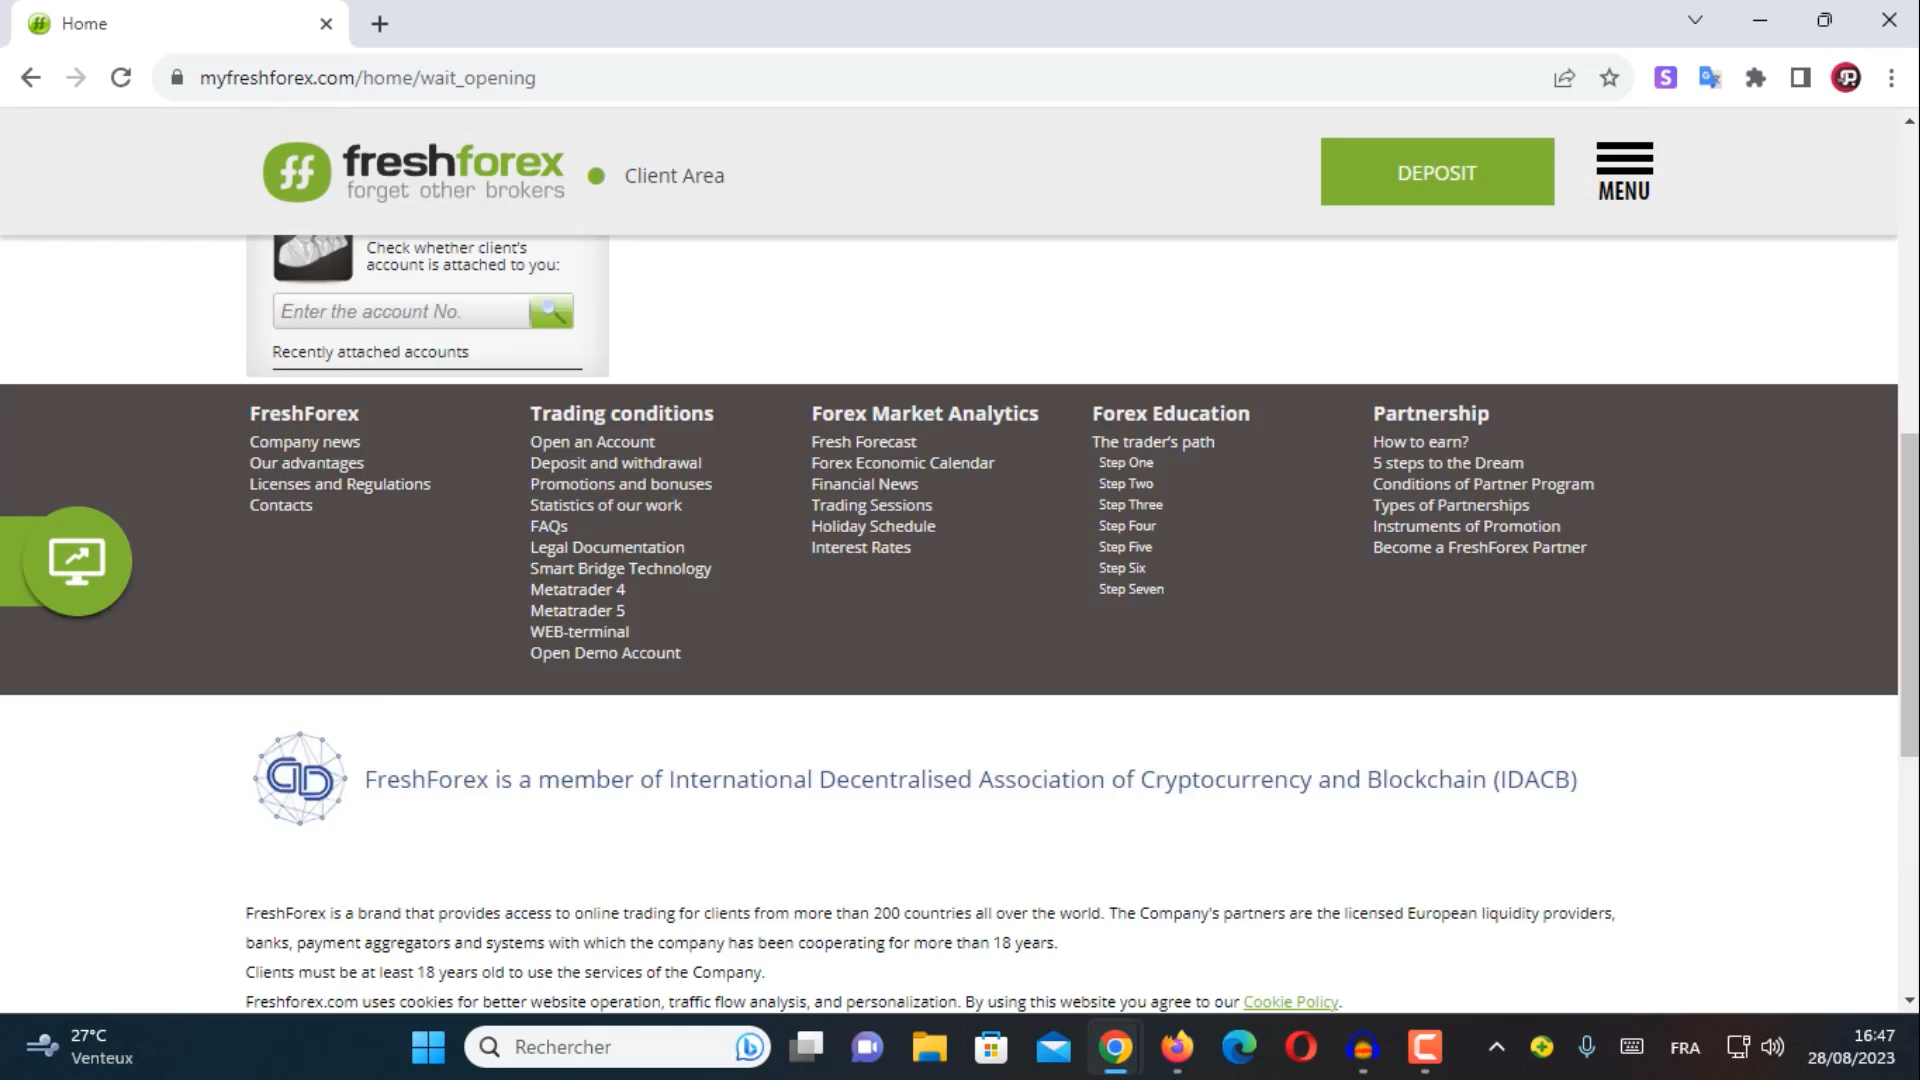 Home
myfreshforex.com/home/wait_opening
freshforex
forget other brokers
Client Area
DEPOSIT
MENU
Check whether client's
account is attached to you:
Enter the account No.
Recently attached accounts
FreshForex
Company news
Our advantages
Licenses and Regulations
Contacts
Trading conditions
Open an Account
Deposit and withdrawal
Promotions and bonuses
Statistics of our work
FAQs
Legal Documentation
Smart Bridge Technology
Metatrader 4
Metatrader 5
WEB-terminal
Open Demo Account
Forex Market Analytics
Fresh Forecast
Forex Economic Calendar
Financial News
Trading Sessions
Holiday Schedule
Interest Rates
Forex Education
The trader's path
Step One
Step Two
Step Three
Step Four
Step Five
Step Six
Step Seven
Partnership
How to earn?
5 steps to the Dream
Conditions of Partner Program
Types of Partnerships
Instruments of Promotion
Become a FreshForex Partner
FreshForex is a member of International Decentralised Association of Cryptocurrency and Blockchain (IDACB)
FreshForex is a brand that provides access to online trading for clients from more than 200 countries all over the world. The Company's partners are the licensed European liquidity providers,
banks, payment aggregators and systems with which the company has been cooperating for more than 18 years.
Clients must be at least 18 years old to use the services of the Company.
Freshforex.com uses cookies for better website operation, traffic flow analysis, and personalization. By using this website you agree to our Cookie Policy.
27°C
Venteux
Rechercher
FRA
16:47
28/08/2023